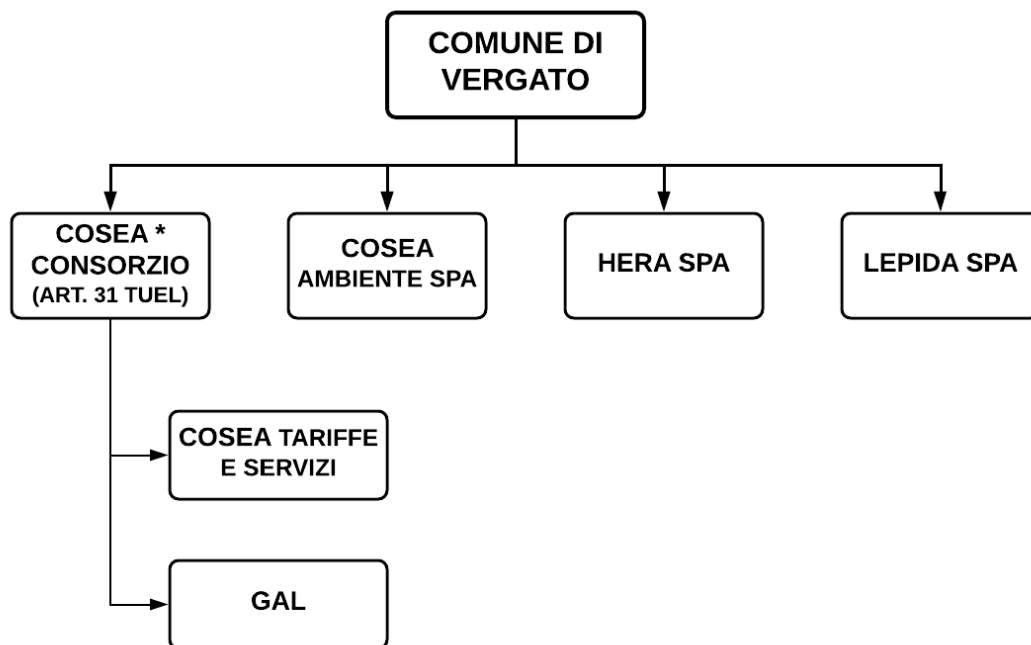 COMUNE DI
VERGATO
COSEA *
CONSORZIO
(ART. 31 TUEL)
COSEA
AMBIENTE SPA
HERA SPA
LEPIDA SPA
COSEA TARIFFE
E SERVIZI
GAL